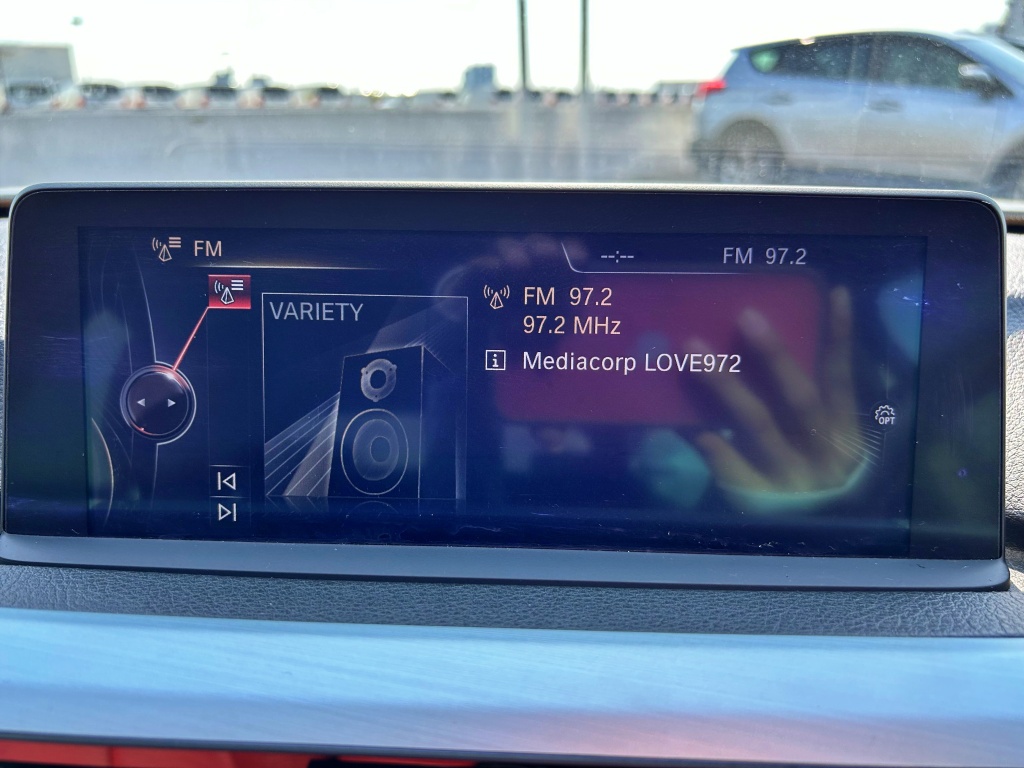 FM
--:--
FM 97.2
VARIETY
FM 97.2
97.2 MHz
i Mediacorp LOVE972
OPT